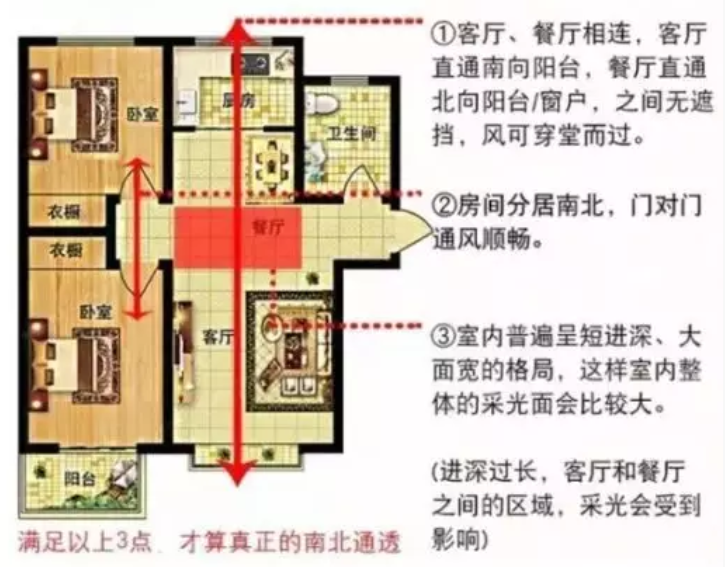 ①客厅、餐厅相连，客厅
直通南向阳台，餐厅直通
北向阳台/窗户，之间无遮
挡，风可穿堂而过。
②房间分居南北，门对门
通风顺畅。
③室内普遍呈短进深、大
面宽的格局，这样室内整
体的采光面会比较大。
(进深过长，客厅和餐厅
之间的区域，采光会受到
影响)
卧室
厨房
卫生间
衣橱
餐厅
衣橱
卧室
客厅
阳台
满足以上3点，才算真正的南北通透